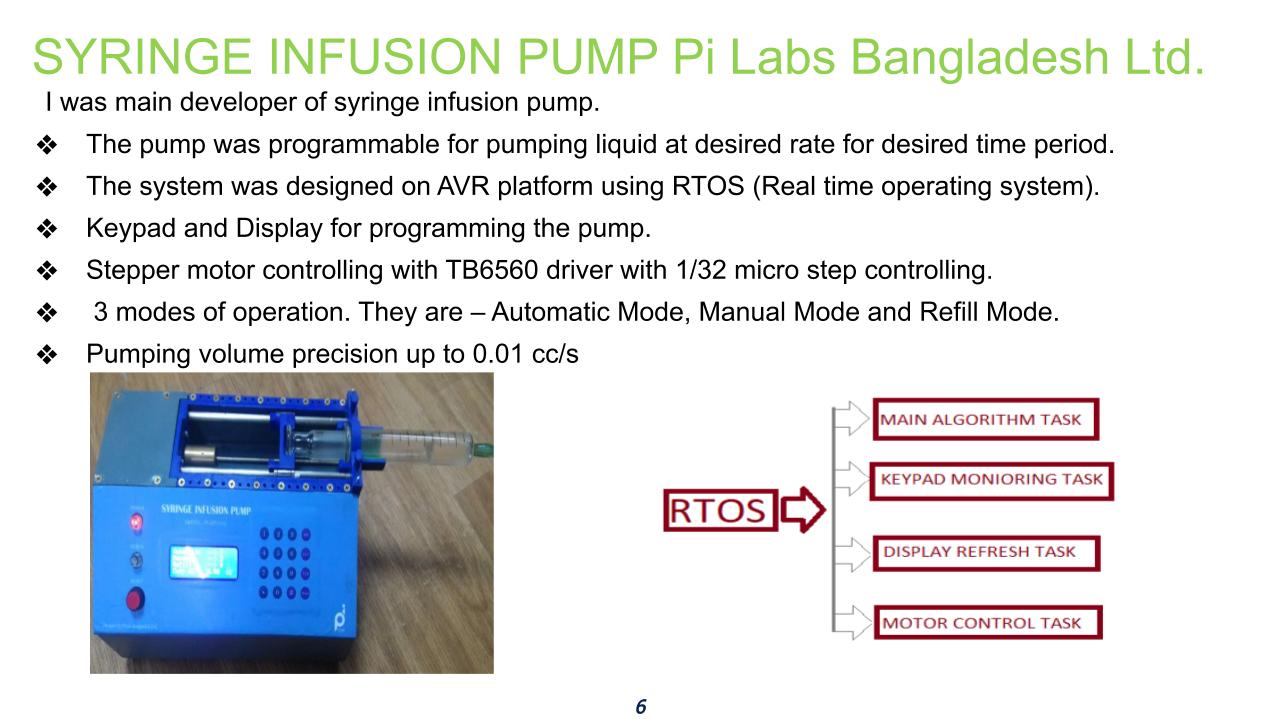 SYRINGE INFUSION PUMP Pi Labs Bangladesh Ltd.
I was main developer of syringe infusion pump.
❖ The pump was programmable for pumping liquid at desired rate for desired time period.
❖ The system was designed on AVR platform using RTOS (Real time operating system).
❖ Keypad and Display for programming the pump.
❖ Stepper motor controlling with TB6560 driver with 1/32 micro step controlling.
❖ 3 modes of operation. They are – Automatic Mode, Manual Mode and Refill Mode.
❖ Pumping volume precision up to 0.01 cc/s
SYRINGE INFUSION PUMP
RTOS
MAIN ALGORITHM TASK
KEYPAD MONIORING TASK
DISPLAY REFRESH TASK
MOTOR CONTROL TASK
6